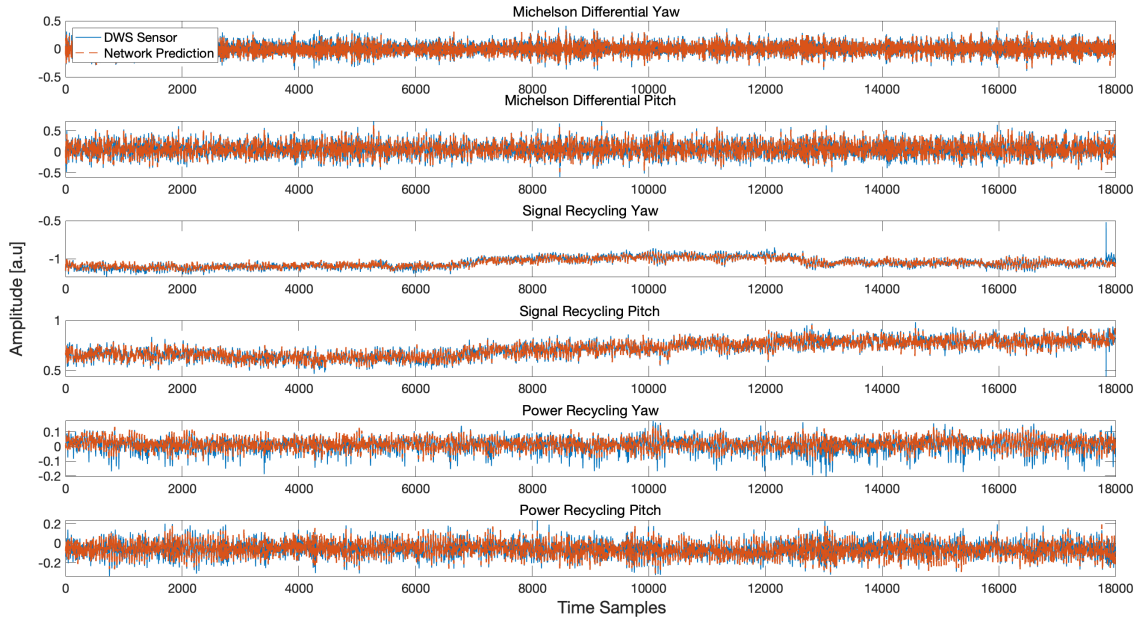 Michelson Differential Yaw
0.5
0
-0.5
DWS Sensor
Network Prediction
0 2000 4000 6000 8000 10000 12000 14000 16000 18000
Michelson Differential Pitch
0.5
0
-0.5
0 2000 4000 6000 8000 10000 12000 14000 16000 18000
Signal Recycling Yaw
-0.5
-1
0 2000 4000 6000 8000 10000 12000 14000 16000 18000
Amplitude [a.u]
Signal Recycling Pitch
1
0.5
0 2000 4000 6000 8000 10000 12000 14000 16000 18000
Power Recycling Yaw
0.1
0
-0.1
-0.2
0 2000 4000 6000 8000 10000 12000 14000 16000 18000
Power Recycling Pitch
0.2
0
-0.2
0 2000 4000 6000 8000 10000 12000 14000 16000 18000
Time Samples